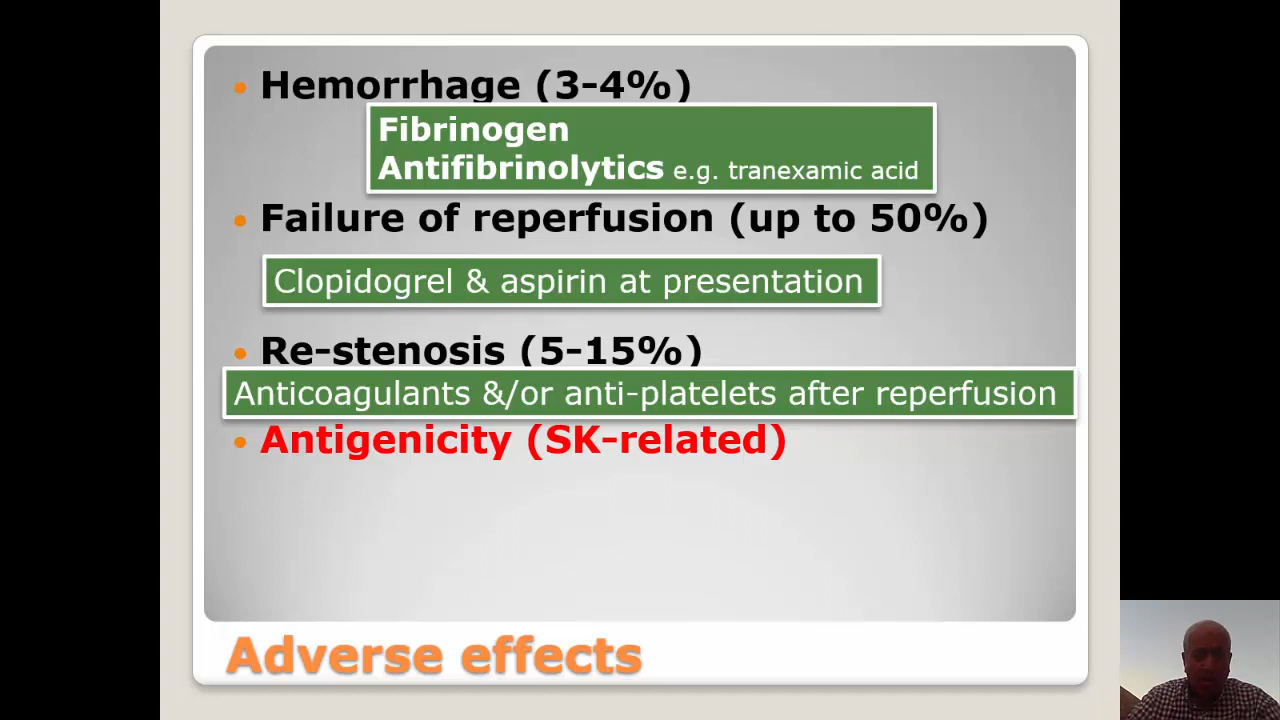 Hemorrhage (3-4%)
Fibrinogen
Antifibrinolytics e.g. tranexamic acid
Failure of reperfusion (up to 50%)
Clopidogrel & aspirin at presentation
Re-stenosis (5-15%)
Anticoagulants &/or anti-platelets after reperfusion
Antigenicity (SK-related)
Adverse effects